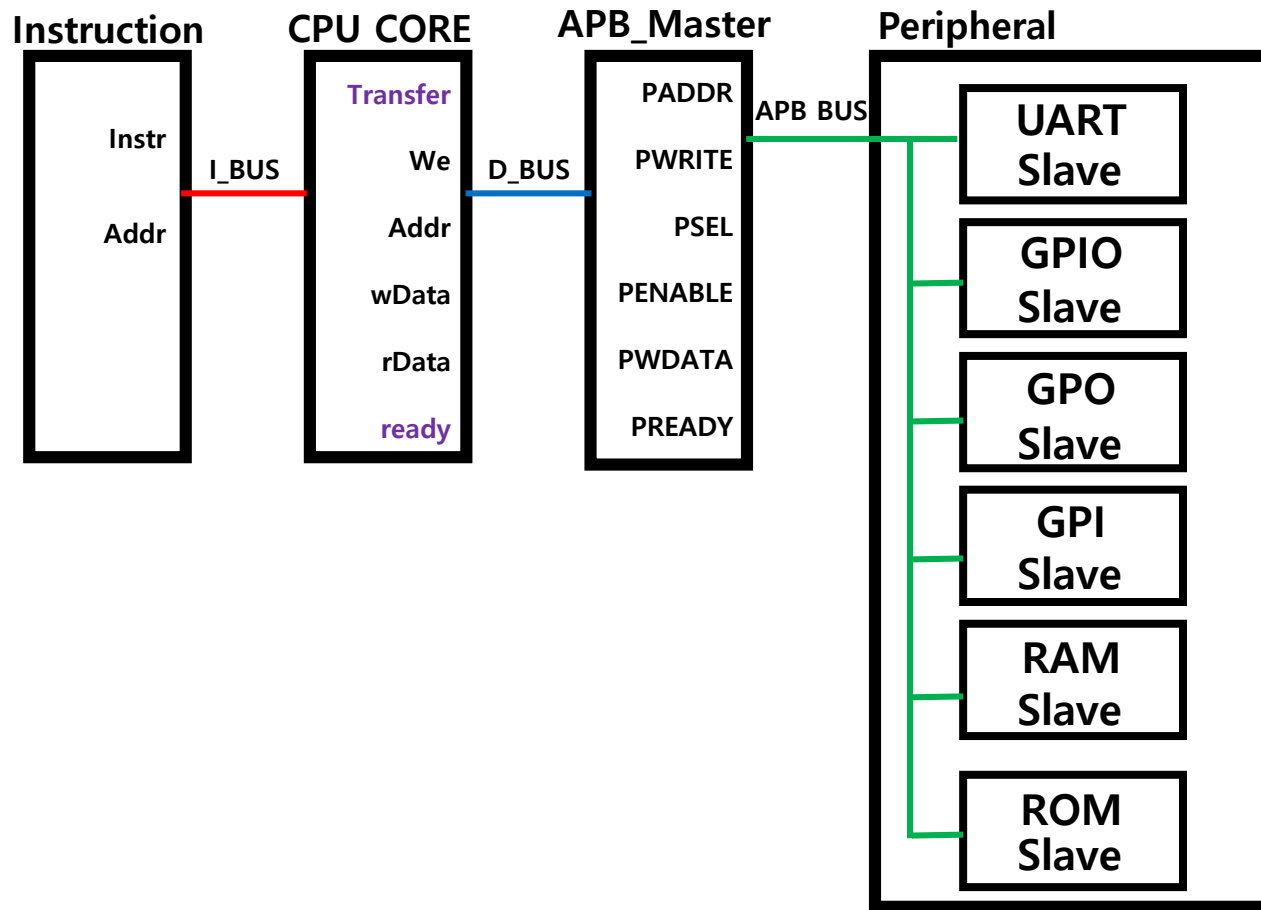 Instruction
Instr
Addr
I_BUS
CPU CORE
Transfer
We
Addr
wData
rData
ready
D_BUS
APB_Master
PADDR
PWRITE
PSEL
PENABLE
PWDATA
PREADY
APB BUS
Peripheral
UART
Slave
GPIO
Slave
GPO
Slave
GPI
Slave
RAM
Slave
ROM
Slave